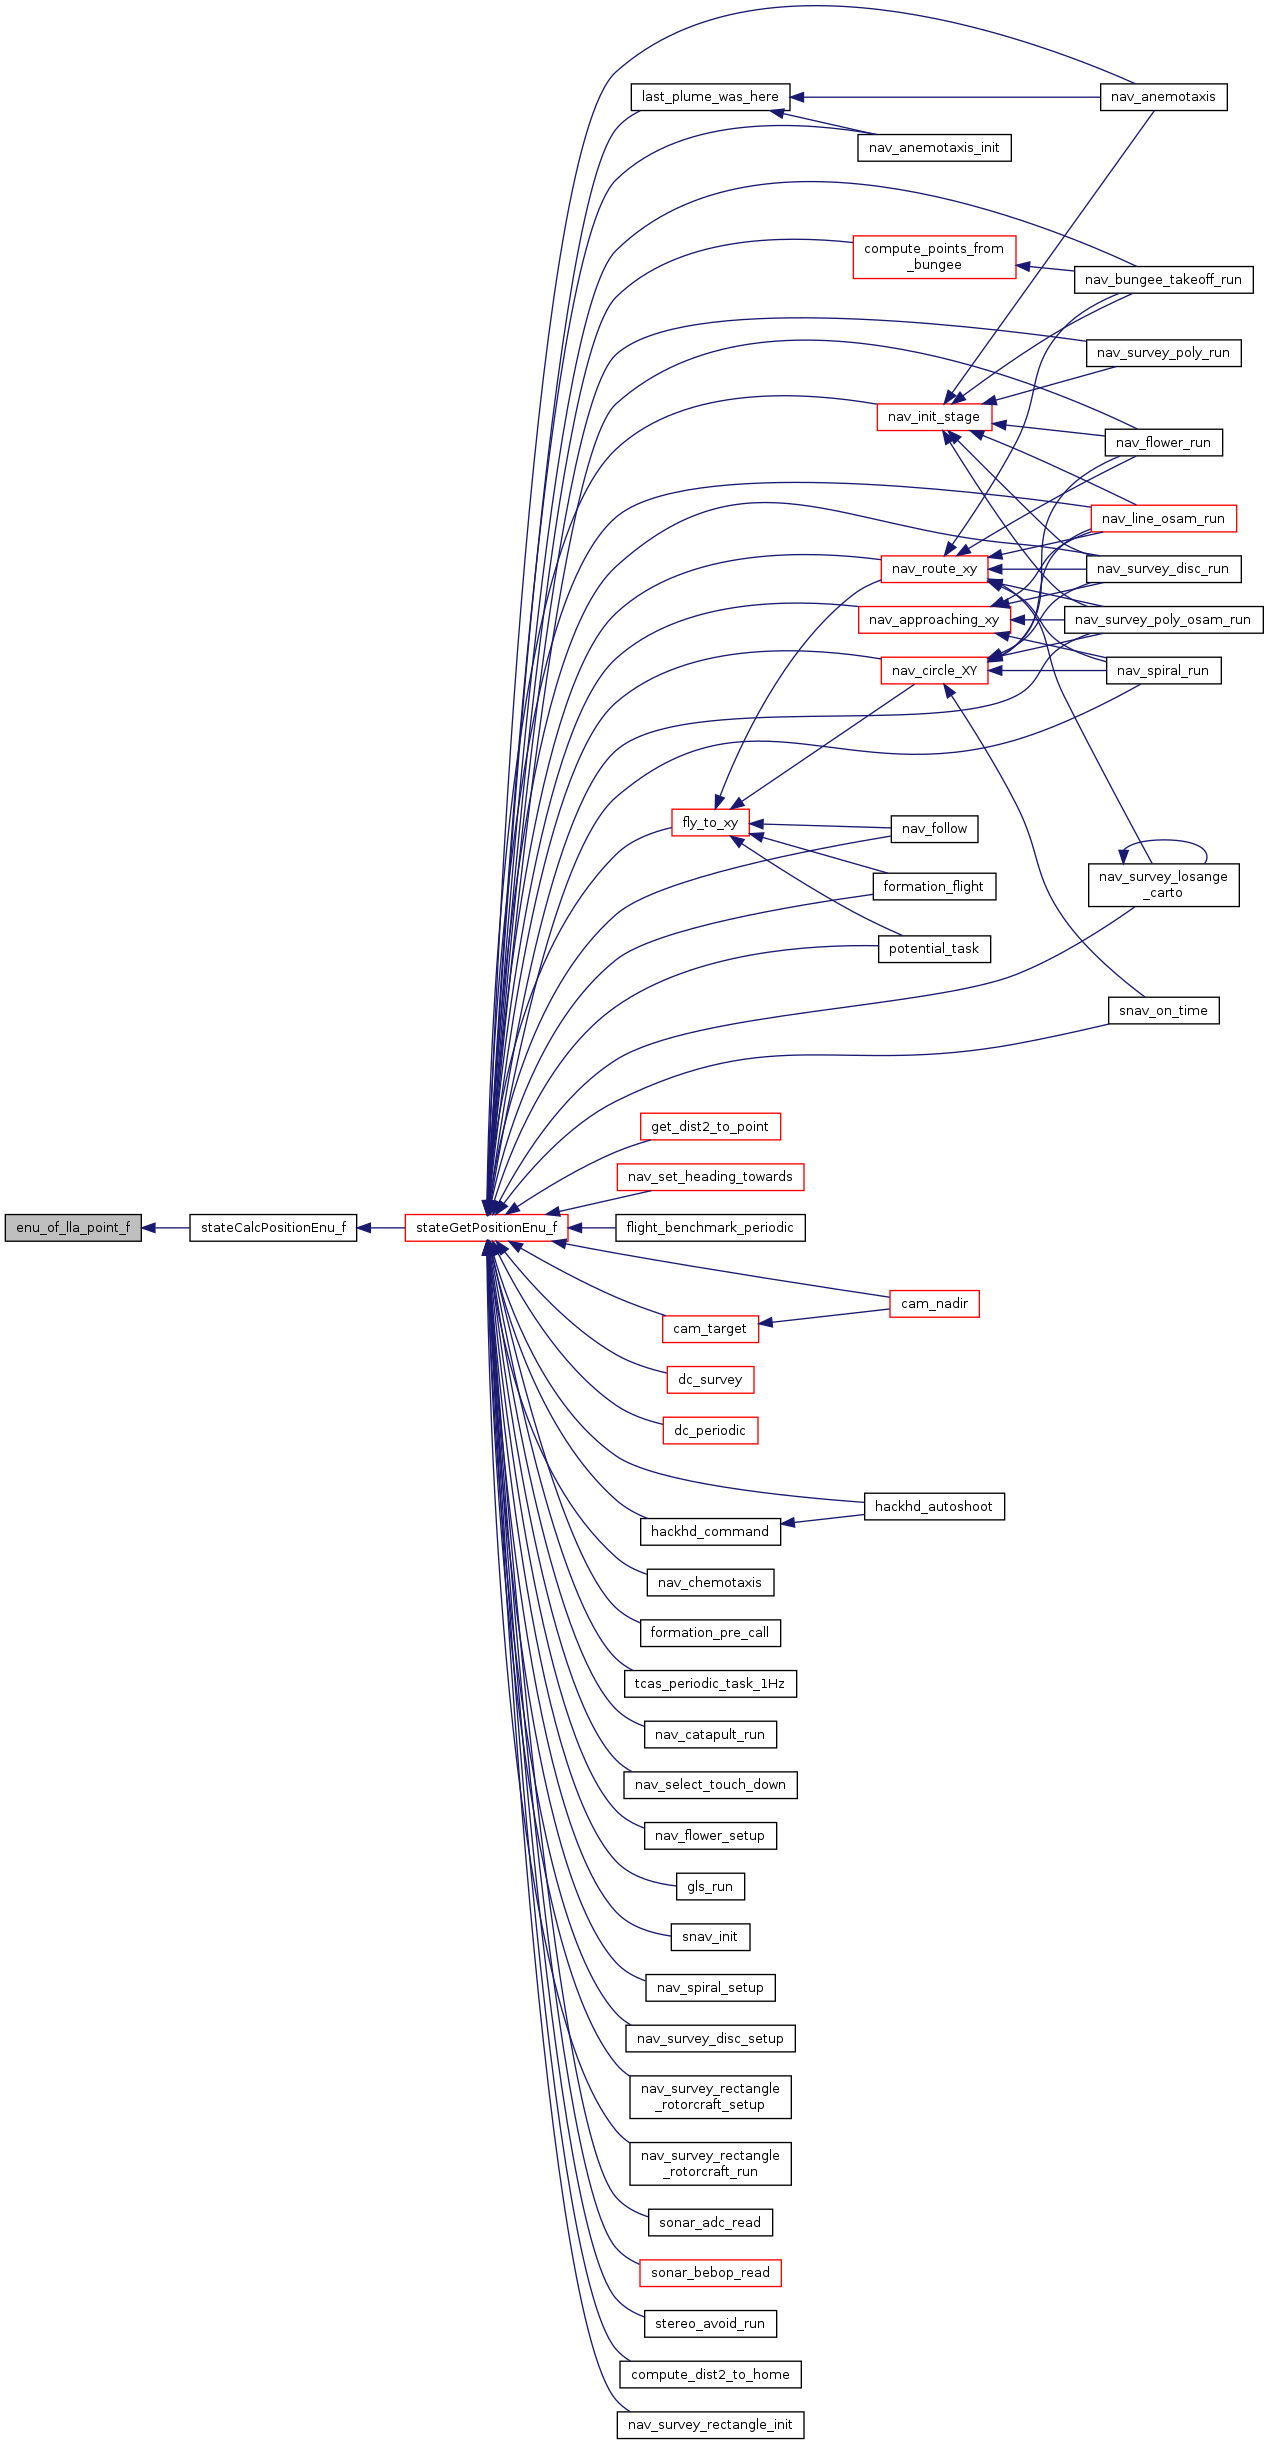 last_plume_was_here
nav_anemotaxis
nav_anemotaxis_init
compute_points_from
_bungee
nav_bungee_takeoff_run
nav_survey_poly_run
nav_init_stage
nav_flower_run
nav_line_osam_run
nav_route_xy
nav_survey_disc_run
nav_approaching_xy
nav_survey_poly_osam_run
nav_circle_XY
nav_spiral_run
fly_to_xy
nav_follow
nav_survey_losange
_carto
formation_flight
potential_task
snav_on_time
get_dist2_to_point
nav_set_heading_towards
enu_of_lla_point_f
stateCalcPositionEnu_f
stateGetPositionEnu_f
flight_benchmark_periodic
cam_nadir
cam_target
dc_survey
dc_periodic
hackhd_autoshoot
hackhd_command
nav_chemotaxis
formation_pre_call
tcas_periodic_task_1Hz
nav_catapult_run
nav_select_touch_down
nav_flower_setup
gls_run
snav_init
nav_spiral_setup
nav_survey_disc_setup
nav_survey_rectangle
_rotorcraft_setup
nav_survey_rectangle
_rotorcraft_run
sonar_adc_read
sonar_bebop_read
stereo_avoid_run
compute_dist2_to_home
nav_survey_rectangle_init